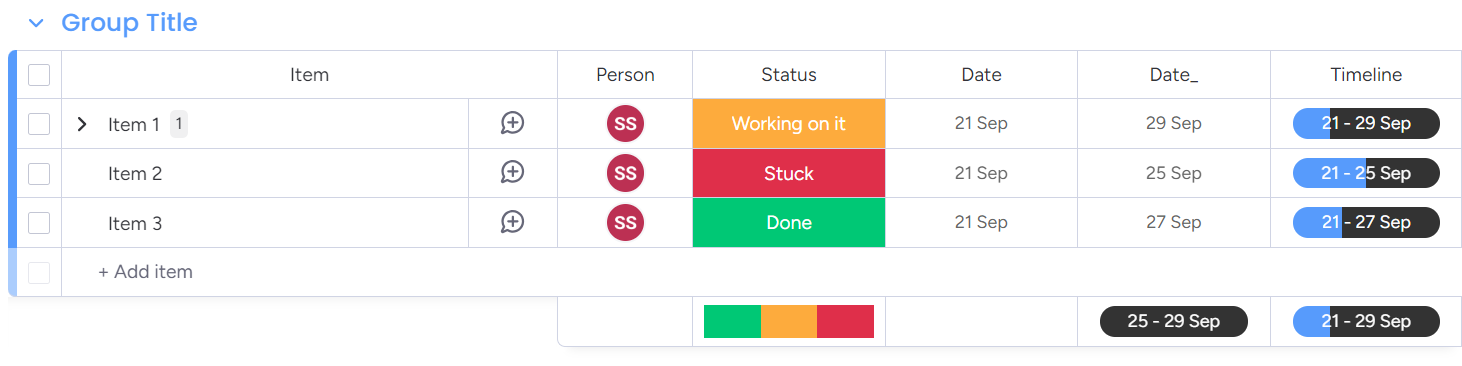 Group Title
Item Person Status Date Date_ Timeline
Item 1 1 SS Working on it 21 Sep 29 Sep 21 - 29 Sep
Item 2 SS Stuck 21 Sep 25 Sep 21 - 25 Sep
Item 3 SS Done 21 Sep 27 Sep 21 - 27 Sep
+ Add item
25 - 29 Sep 21 - 29 Sep